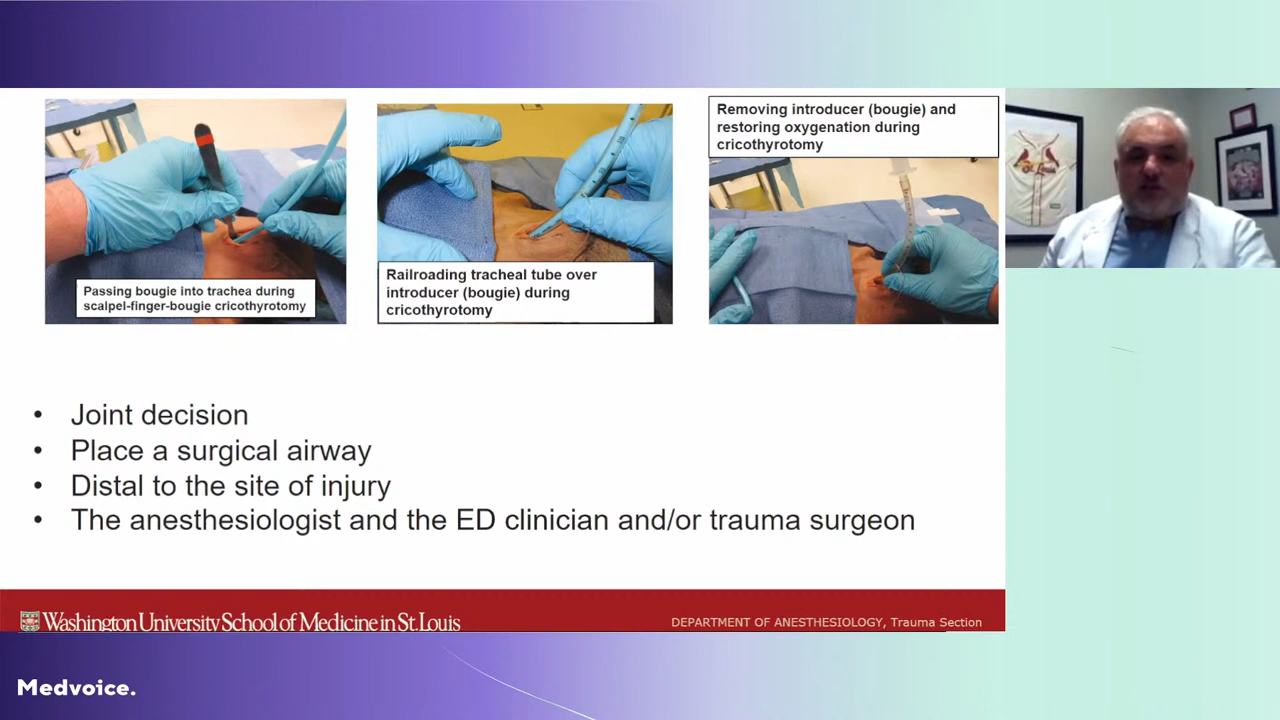 Passing bougie into trachea during
scalpel-finger-bougie cricothyrotomy
Railroading tracheal tube over
introducer (bougie) during
cricothyrotomy
Removing introducer (bougie) and
restoring oxygenation during
cricothyrotomy
• Joint decision
• Place a surgical airway
• Distal to the site of injury
• The anesthesiologist and the ED clinician and/or trauma surgeon
Washington University School of Medicine in St. Louis
DEPARTMENT OF ANESTHESIOLOGY, Trauma Section
Medvoice.